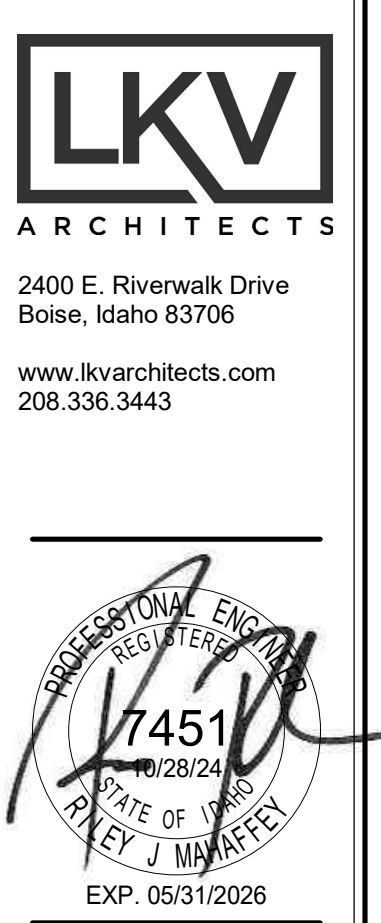 LKV
ARCHITECTS
2400 E. Riverwalk Drive
Boise, Idaho 83706
www.lkvarchitects.com
208.336.3443
PROFESSIONAL ENGINEER
REGISTERED
7451
10/28/24
STATE OF IDAHO
RILEY J MAHAFFEY
EXP. 05/31/2026